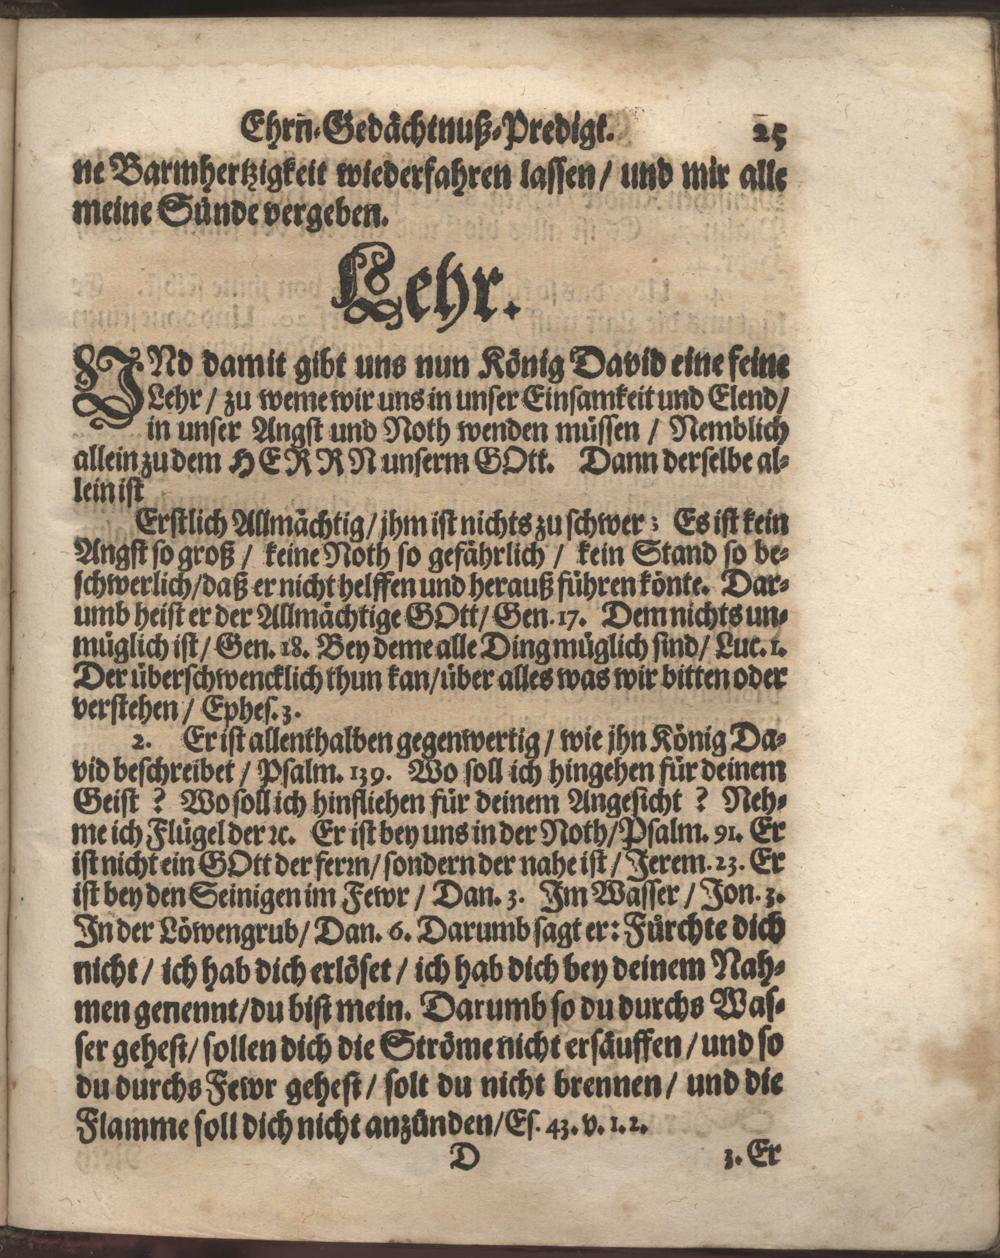 Ehrn̄-Gedächtnuß-Predigt. 25
ne Barmhertzigkeit wiederfahren lassen/ und mir alle
meine Sünde vergeben.
Lehr.
UNd damit gibt uns nun König David eine feine
Lehr / zu weme wir uns in unser Einsamkeit und Elend/
in unser Angst und Noth wenden müssen / Nemblich
allein zu dem HERRN unserm GOtt. Dann derselbe al-
lein ist
Erstlich Allmächtig/ jhm ist nichts zu schwer; Es ist kein
Angst so groß / keine Noth so gefährlich / kein Stand so be-
schwerlich/daß er nicht helffen und herauß führen könte. Dar-
umb heist er der Allmächtige GOtt/ Gen. 17. Dem nichts un-
müglich ist/ Gen. 18. Bey deme alle Ding müglich sind/ Luc. 1.
Der überschwencklich thun kan/über alles was wir bitten oder
verstehen / Ephes. 3.
2. Er ist allenthalben gegenwertig / wie jhn König Da-
vid beschreibet / Psalm. 139. Wo soll ich hingehen für deinem
Geist ? Wo soll ich hinfliehen für deinem Angesicht ? Neh-
me ich Flügel der ꝛc. Er ist bey uns in der Noth/Psalm. 91. Er
ist nicht ein GOtt der ferrn/ sondern der nahe ist / Jerem. 23. Er
ist bey den Seinigen im Fewr / Dan. 3. Im Wasser / Jon. 3.
In der Löwengrub/ Dan. 6. Darumb sagt er: Fürchte dich
nicht / ich hab dich erlöset / ich hab dich bey deinem Nah-
men genennt/du bist mein. Darumb so du durchs Was-
ser gehest/ sollen dich die Ströme nicht ersäuffen / und so
du durchs Fewr gehest / solt du nicht brennen / und die
Flamme soll dich nicht anzünden/Es. 43. v. 1. 2.
D 3. Er